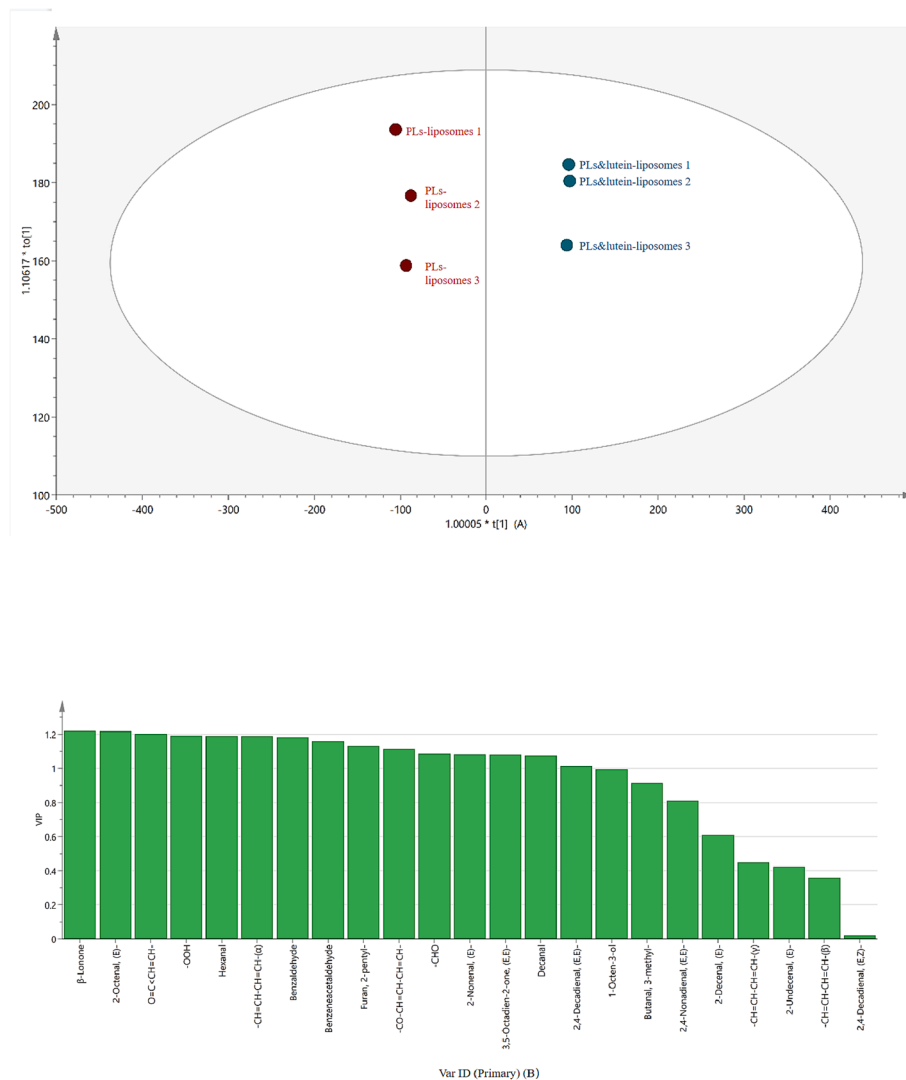 200
180
160
140
120
100
1.10617 * to[1]
PLs-liposomes 1
PLs-
liposomes 2
PLs-
liposomes 3
PLs&lutein-liposomes 1
PLs&lutein-liposomes 2
PLs&lutein-liposomes 3
-500 -400 -300 -200 -100 0 100 200 300 400
1.00005 * t[1] (A)
1.2
1
0.8
0.6
0.4
0.2
0
VIP
β-Lonone
2-Octenal, (E)-
O=C<CH=CH-
-OOH
Hexanal
-CH=CH-CH=CH-(α)
Benzaldehyde
Benzeneacetaldehyde
Furan, 2-pentyl-
-CO-CH=CH-CH=CH-
-CHO
2-Nonenal, (E)-
3,5-Octadien-2-one, (E,E)-
Decanal
2,4-Decadienal, (E,E)-
1-Octen-3-ol
Butanal, 3-methyl-
2,4-Nonadienal, (E,E)-
2-Decenal, (E)-
-CH=CH-CH=CH-(γ)
2-Undecenal, (E)-
-CH=CH-CH=CH-(β)
2,4-Decadienal, (E,Z)-
Var ID (Primary) (B)